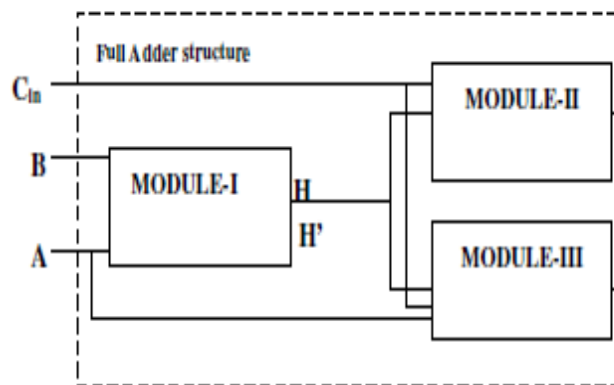 Full Adder structure
Cin
MODULE-II
B
MODULE-I
H
H'
A
MODULE-III